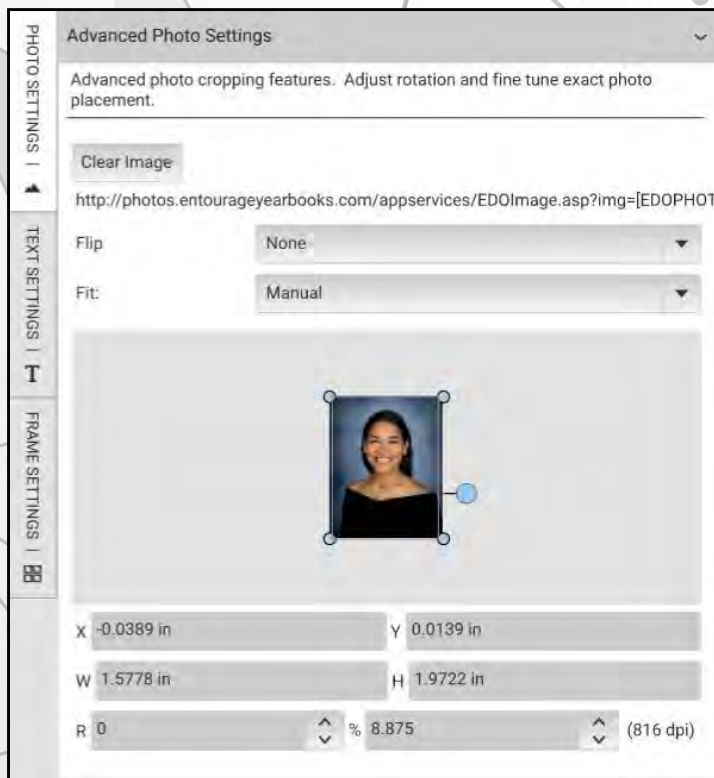 PHOTO SETTINGS |
TEXT SETTINGS | T
FRAME SETTINGS |
Advanced Photo Settings
Advanced photo cropping features. Adjust rotation and fine tune exact photo
placement.
Clear Image
http://photos.entourageyearbooks.com/appservices/EDOImage.asp?img=[EDOPHOT
Flip None
Fit: Manual
X -0.0389 in Y 0.0139 in
W 1.5778 in H 1.9722 in
R 0 % 8.875 (816 dpi)